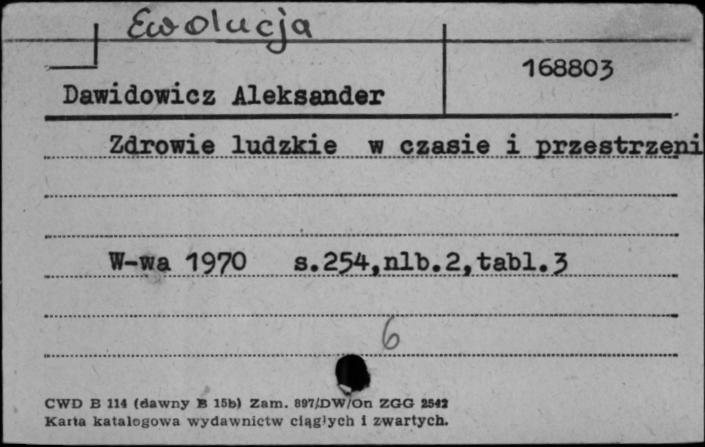 Ewolucja
168803
Dawidowicz Aleksander
Zdrowie ludzkie w czasie i przestrzeni
W-wa 1970 s.254,nlb.2,tabl.3
6
CWD B 114 (dawny B 15b) Zam. 897/DW/On ZGG 2542
Karta katalogowa wydawnictw ciągłych i zwartych.